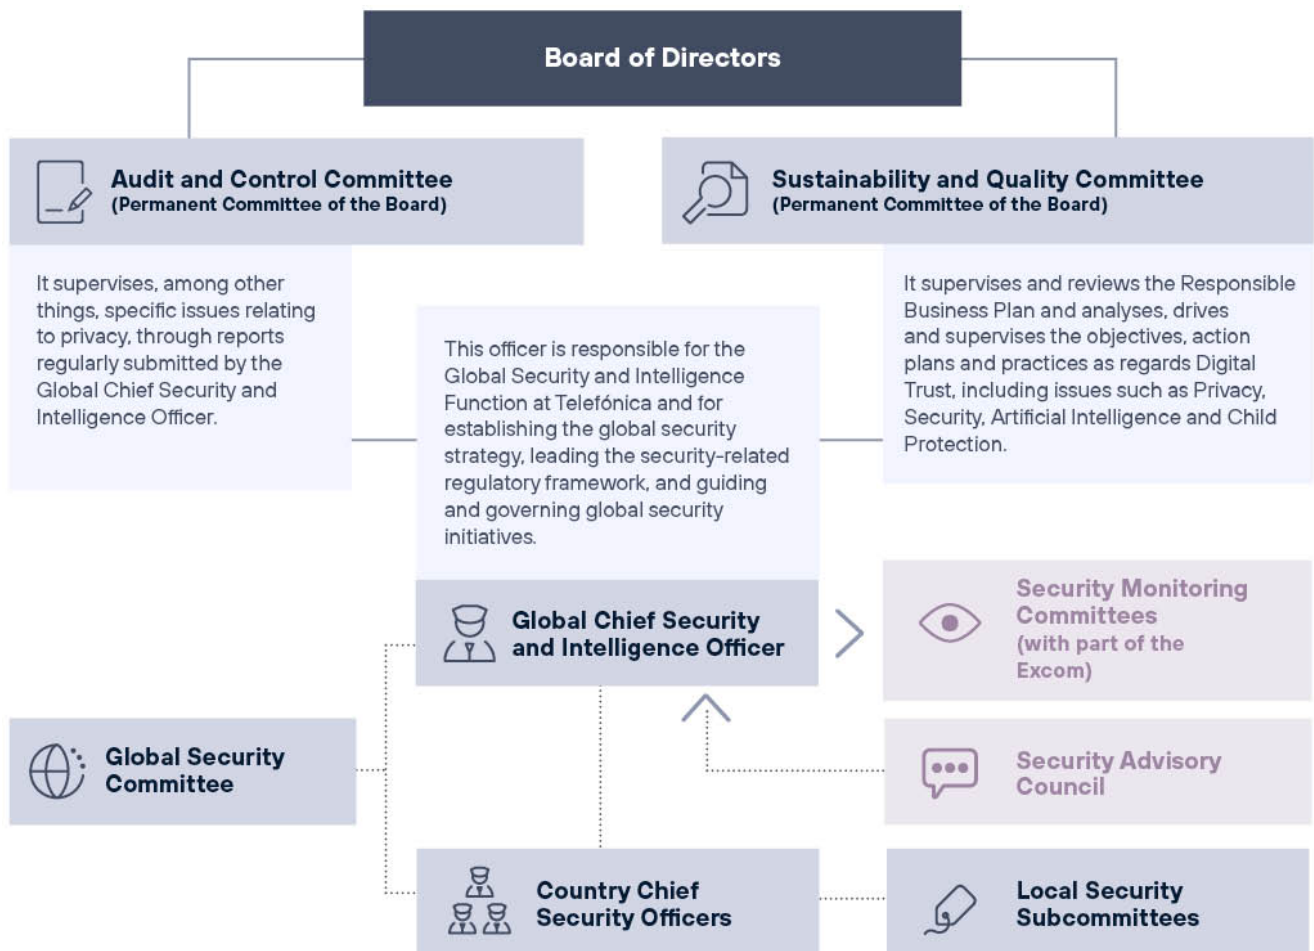 Board of Directors
Audit and Control Committee
(Permanent Committee of the Board)
It supervises, among other
things, specific issues relating
to privacy, through reports
regularly submitted by the
Global Chief Security and
Intelligence Officer.
Sustainability and Quality Committee
(Permanent Committee of the Board)
It supervises and reviews the Responsible
Business Plan and analyses, drives
and supervises the objectives, action
plans and practices as regards Digital
Trust, including issues such as Privacy,
Security, Artificial Intelligence and Child
Protection.
This officer is responsible for the
Global Security and Intelligence
Function at Telefónica and for
establishing the global security
strategy, leading the security-related
regulatory framework, and guiding
and governing global security
initiatives.
Global Chief Security
and Intelligence Officer
Security Monitoring
Committees
(with part of the
Excom)
Global Security
Committee
Security Advisory
Council
Country Chief
Security Officers
Local Security
Subcommittees